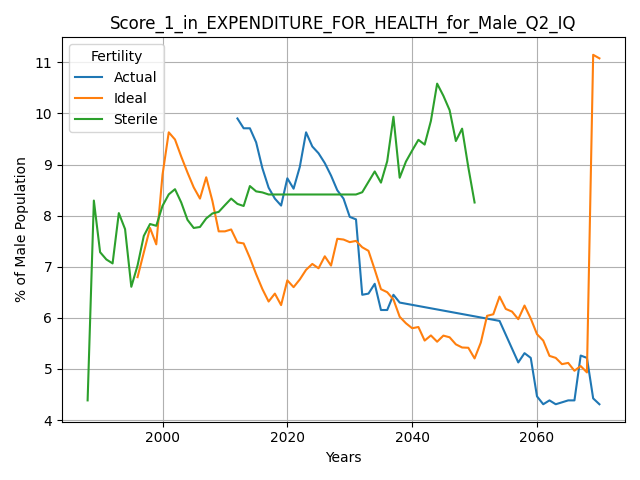 Score_1_in_EXPENDITURE_FOR_HEALTH_for_Male_Q2_IQ
Fertility
Actual
Ideal
Sterile
% of Male Population
11
10
9
8
7
6
5
4
2000
2020
2040
2060
Years